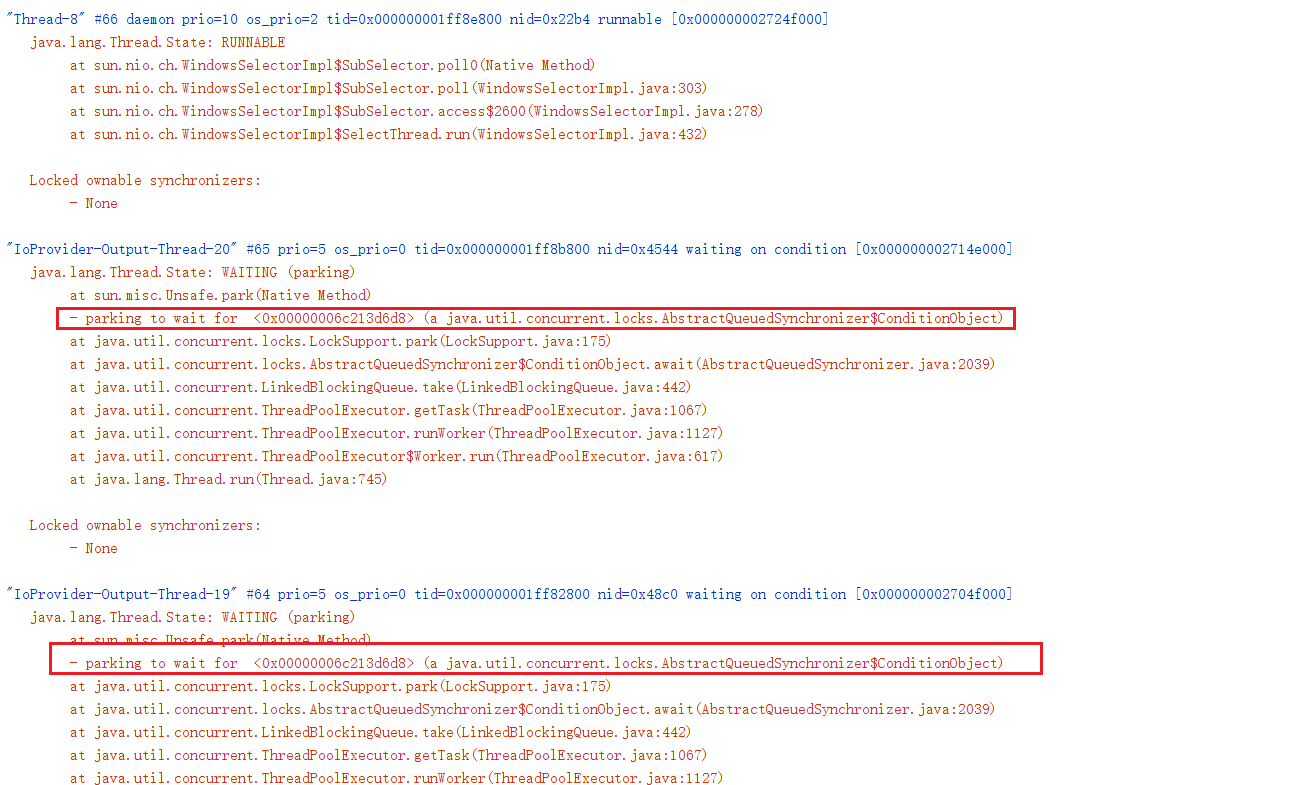 "Thread-8" #66 daemon prio=10 os_prio=2 tid=0x000000001ff8e800 nid=0x22b4 runnable [0x000000002724f000]
java.lang.Thread.State: RUNNABLE
at sun.nio.ch.WindowsSelectorImpl$SubSelector.poll0(Native Method)
at sun.nio.ch.WindowsSelectorImpl$SubSelector.poll(WindowsSelectorImpl.java:303)
at sun.nio.ch.WindowsSelectorImpl$SubSelector.access$2600(WindowsSelectorImpl.java:278)
at sun.nio.ch.WindowsSelectorImpl$SelectThread.run(WindowsSelectorImpl.java:432)
Locked ownable synchronizers:
- None
"IoProvider-Output-Thread-20" #65 prio=5 os_prio=0 tid=0x000000001ff8b800 nid=0x4544 waiting on condition [0x000000002714e000]
java.lang.Thread.State: WAITING (parking)
at sun.misc.Unsafe.park(Native Method)
- parking to wait for  <0x00000006c213d6d8> (a java.util.concurrent.locks.AbstractQueuedSynchronizer$ConditionObject)
at java.util.concurrent.locks.LockSupport.park(LockSupport.java:175)
at java.util.concurrent.locks.AbstractQueuedSynchronizer$ConditionObject.await(AbstractQueuedSynchronizer.java:2039)
at java.util.concurrent.LinkedBlockingQueue.take(LinkedBlockingQueue.java:442)
at java.util.concurrent.ThreadPoolExecutor.getTask(ThreadPoolExecutor.java:1067)
at java.util.concurrent.ThreadPoolExecutor.runWorker(ThreadPoolExecutor.java:1127)
at java.util.concurrent.ThreadPoolExecutor$Worker.run(ThreadPoolExecutor.java:617)
at java.lang.Thread.run(Thread.java:745)
Locked ownable synchronizers:
- None
"IoProvider-Output-Thread-19" #64 prio=5 os_prio=0 tid=0x000000001ff82800 nid=0x48c0 waiting on condition [0x000000002704f000]
java.lang.Thread.State: WAITING (parking)
at sun.misc.Unsafe.park(Native Method)
- parking to wait for  <0x00000006c213d6d8> (a java.util.concurrent.locks.AbstractQueuedSynchronizer$ConditionObject)
at java.util.concurrent.locks.LockSupport.park(LockSupport.java:175)
at java.util.concurrent.locks.AbstractQueuedSynchronizer$ConditionObject.await(AbstractQueuedSynchronizer.java:2039)
at java.util.concurrent.LinkedBlockingQueue.take(LinkedBlockingQueue.java:442)
at java.util.concurrent.ThreadPoolExecutor.getTask(ThreadPoolExecutor.java:1067)
at java.util.concurrent.ThreadPoolExecutor.runWorker(ThreadPoolExecutor.java:1127)